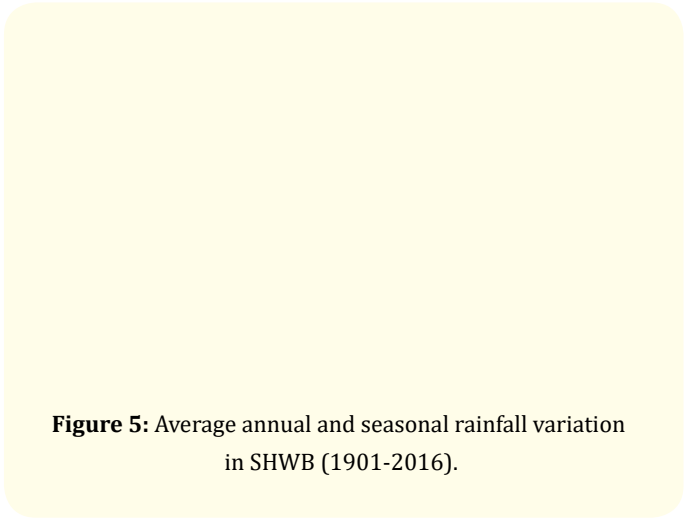 Figure 5: Average annual and seasonal rainfall variation
in SHWB (1901-2016).